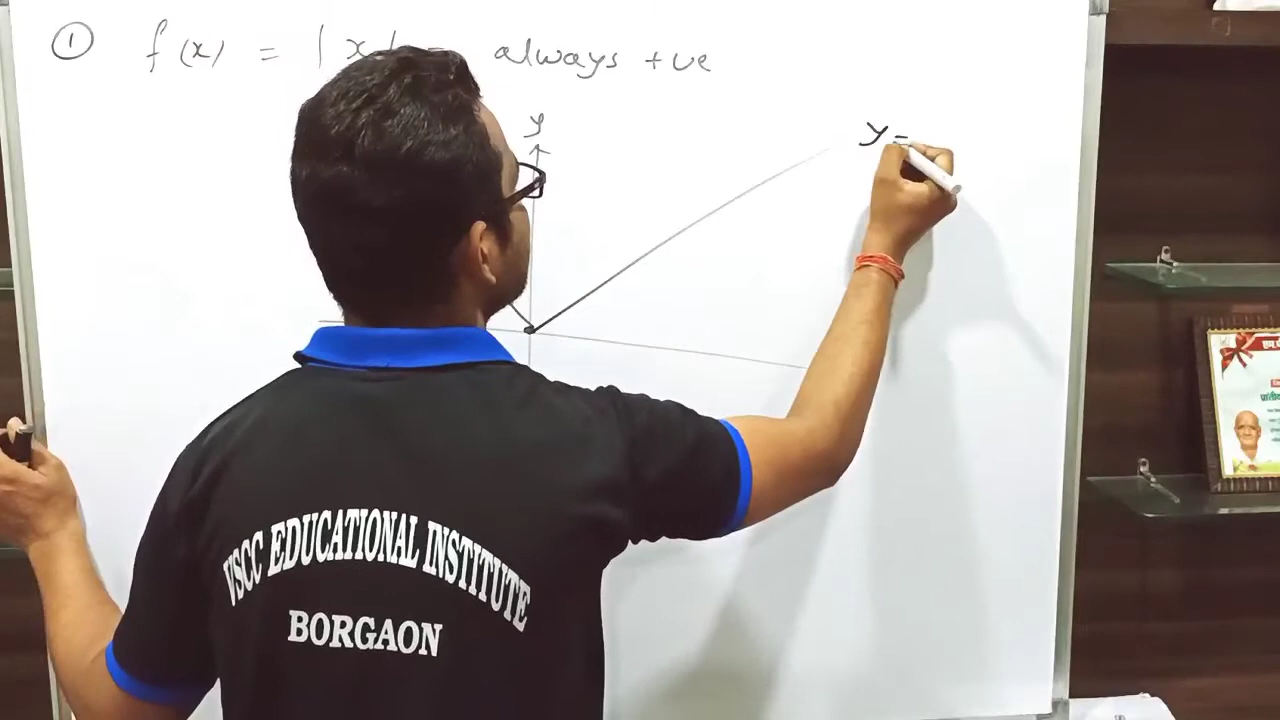 ① f(x) = |x| = always +ve
y
y =
VSCC EDUCATIONAL INSTITUTE
BORGAON